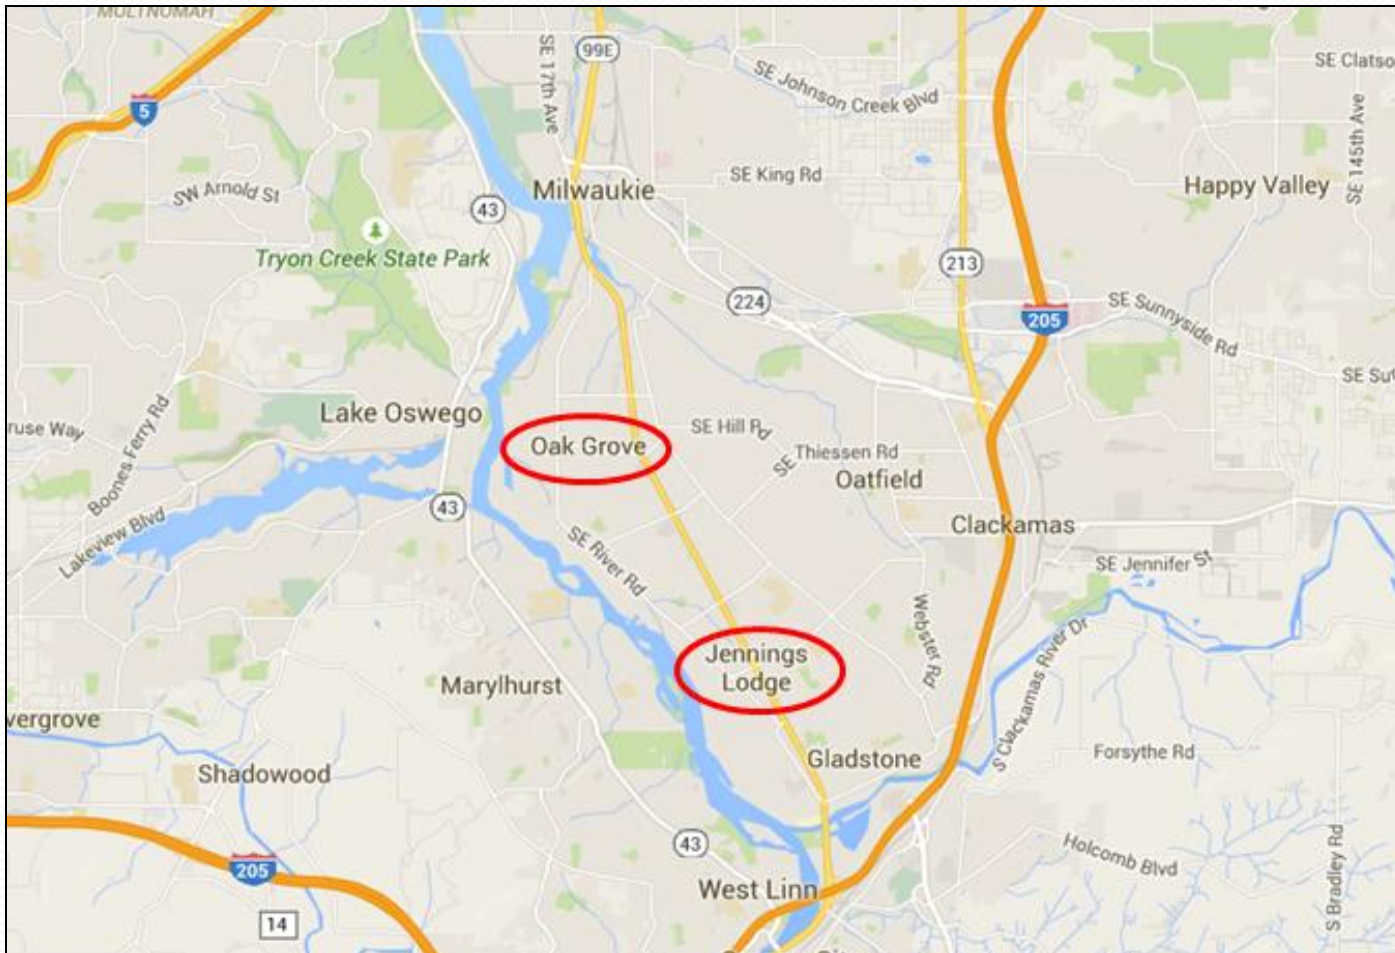 MULTNOMAH
5
SE 17th Ave
99E
SE Johnson Creek Blvd
SE Clatso
SE 145th Ave
SW Arnold St
43
Milwaukie
SE King Rd
Happy Valley
Tryon Creek State Park
213
224
205
SE Sunnyside Rd
SE Su
ruse Way
Boones Ferry Rd
Lake Oswego
Oak Grove
SE Hill Rd
SE Thiessen Rd
Oatfield
43
Lakeview Blvd
Clackamas
SE River Rd
SE Jennifer St
Webster Rd
S Clackamas River Dr
Jennings
Lodge
Marylhurst
vergrove
Shadowood
Gladstone
Forsythe Rd
205
43
Holcomb Blvd
S Bradley Rd
West Linn
14